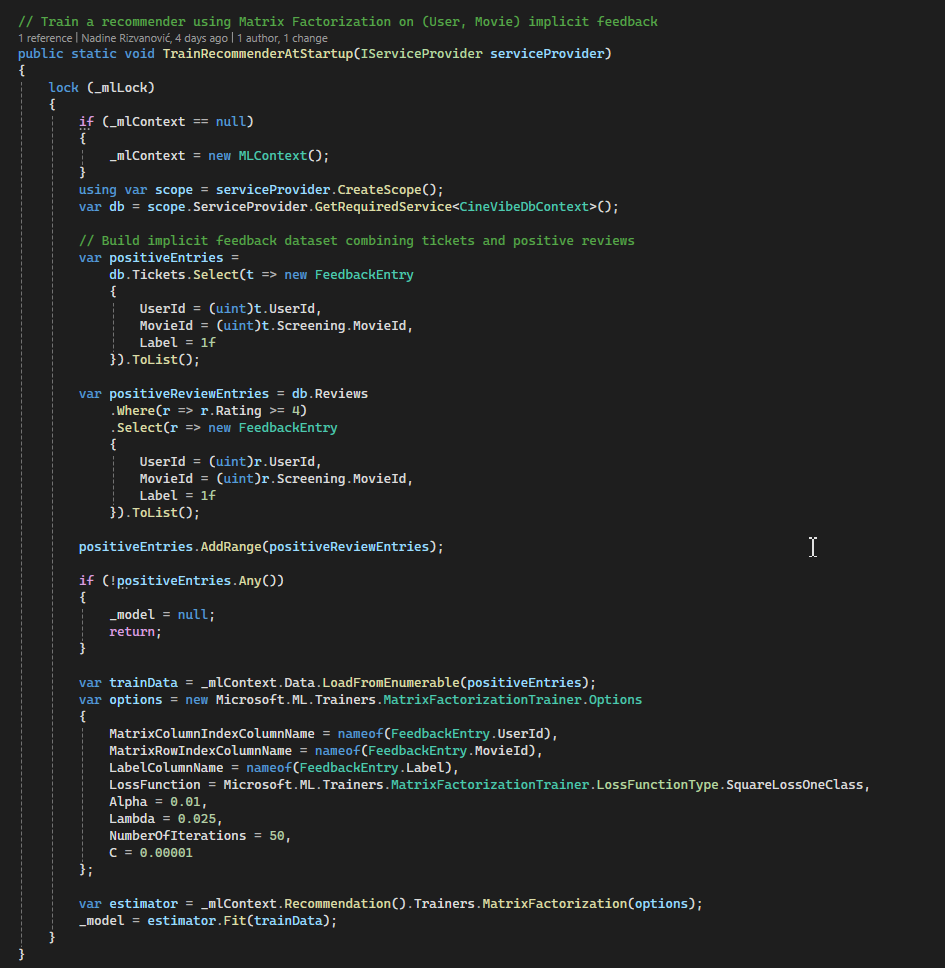 // Train a recommender using Matrix Factorization on (User, Movie) implicit feedback
1 reference | Nadine Rizvanović, 4 days ago | 1 author, 1 change
public static void TrainRecommenderAtStartup(IServiceProvider serviceProvider)
{
lock (_mlLock)
{
if (_mlContext == null)
{
_mlContext = new MLContext();
}
using var scope = serviceProvider.CreateScope();
var db = scope.ServiceProvider.GetRequiredService<CineVibeDbContext>();
// Build implicit feedback dataset combining tickets and positive reviews
var positiveEntries =
db.Tickets.Select(t => new FeedbackEntry
{
UserId = (uint)t.UserId,
MovieId = (uint)t.Screening.MovieId,
Label = 1f
}).ToList();
var positiveReviewEntries = db.Reviews
.Where(r => r.Rating >= 4)
.Select(r => new FeedbackEntry
{
UserId = (uint)r.UserId,
MovieId = (uint)r.Screening.MovieId,
Label = 1f
}).ToList();
positiveEntries.AddRange(positiveReviewEntries);
if (!positiveEntries.Any())
{
_model = null;
return;
}
var trainData = _mlContext.Data.LoadFromEnumerable(positiveEntries);
var options = new Microsoft.ML.Trainers.MatrixFactorizationTrainer.Options
{
MatrixColumnIndexColumnName = nameof(FeedbackEntry.UserId),
MatrixRowIndexColumnName = nameof(FeedbackEntry.MovieId),
LabelColumnName = nameof(FeedbackEntry.Label),
LossFunction = Microsoft.ML.Trainers.MatrixFactorizationTrainer.LossFunctionType.SquareLossOneClass,
Alpha = 0.01,
Lambda = 0.025,
NumberOfIterations = 50,
C = 0.00001
};
var estimator = _mlContext.Recommendation().Trainers.MatrixFactorization(options);
_model = estimator.Fit(trainData);
}
}